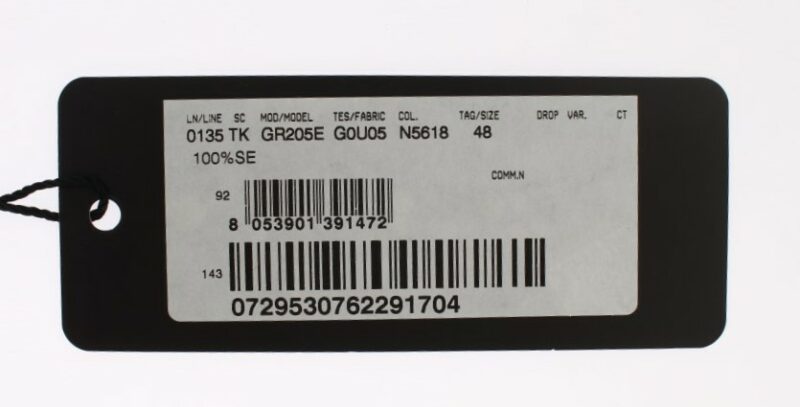 LN/LINE SC MOD/MODEL TES/FABRIC COL. TAG/SIZE DROP VAR. CT
0135 TK GR205E G0U05 N5618 48
100%SE
COMM.N
92
8 053901 391472
143
0729530762291704